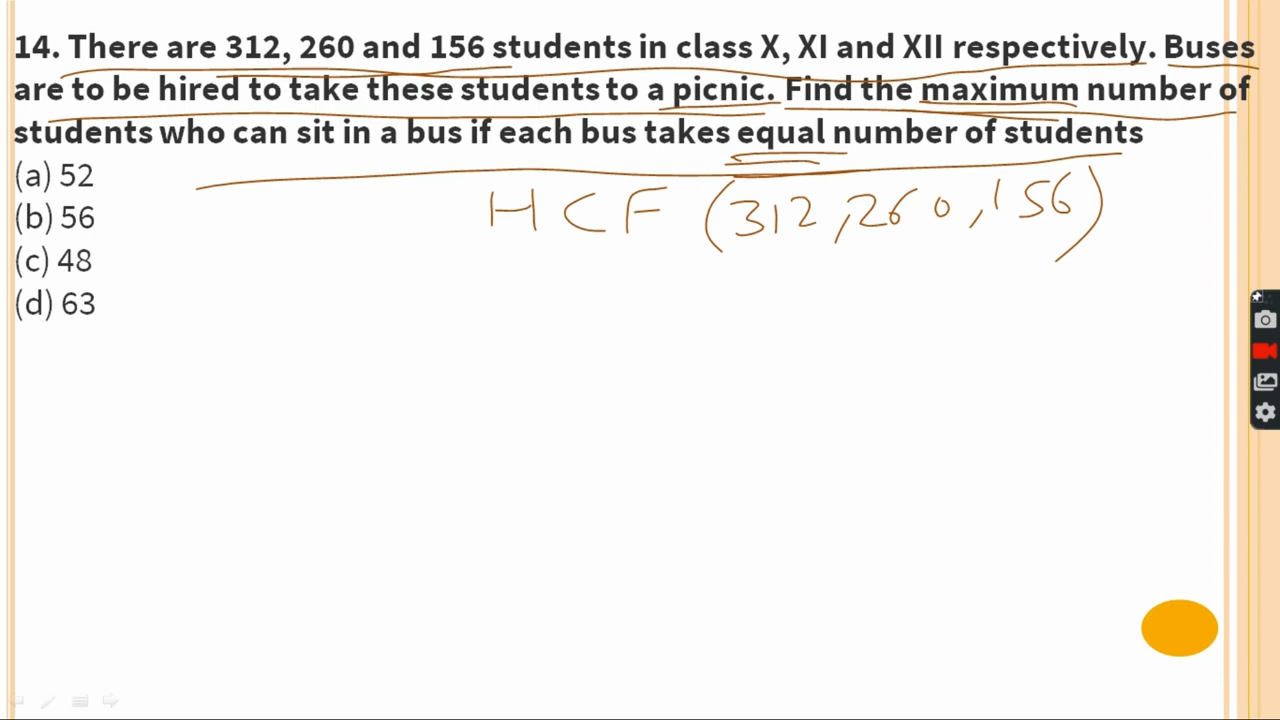 14. There are 312, 260 and 156 students in class X, XI and XII respectively. Buses
are to be hired to take these students to a picnic. Find the maximum number of
students who can sit in a bus if each bus takes equal number of students
(a) 52
HCF (312,260,156)
(b) 56
(c) 48
(d) 63